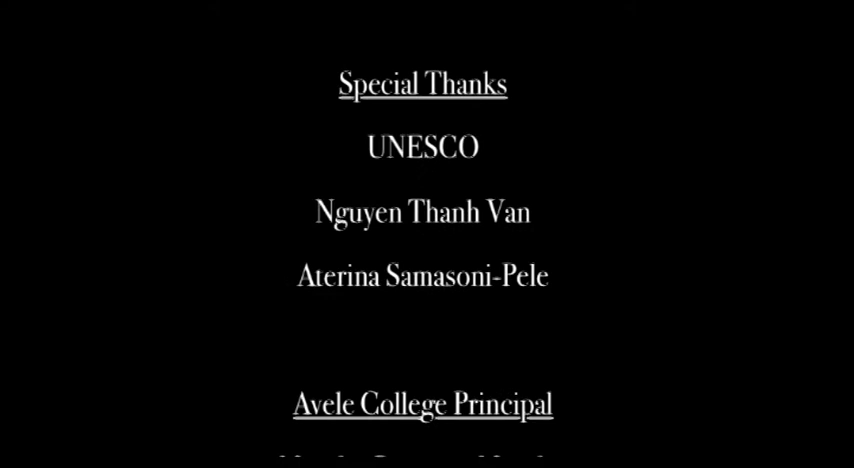 Special Thanks
UNESCO
Nguyen Thanh Van
Aterina Samasoni-Pele
Avele College Principal